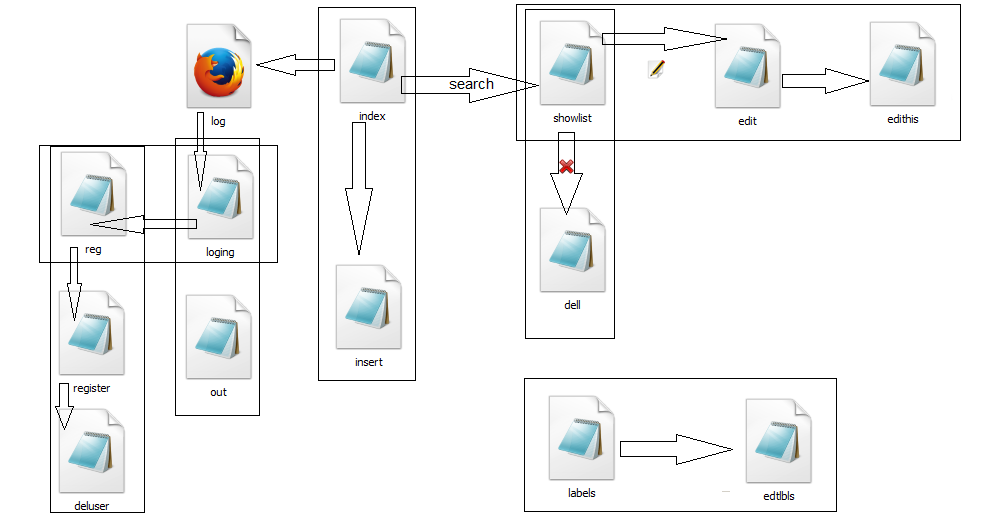 log
index
search
showlist
edit
edithis
reg
loging
dell
register
out
insert
deluser
labels
edtlbls